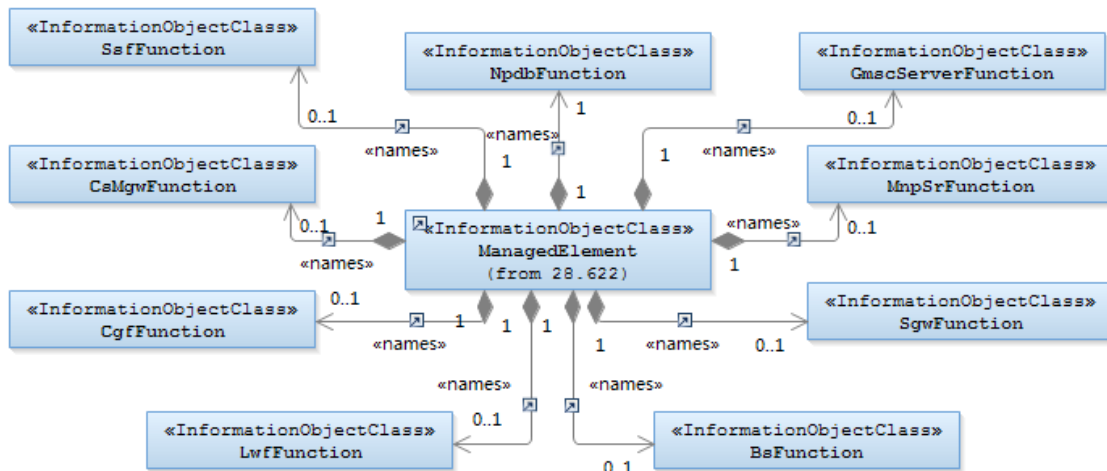 «InformationObjectClass»
SsfFunction
«InformationObjectClass»
NpdbFunction
«InformationObjectClass»
GmscServerFunction
0..1
«names»
1
1
«names»
1
0..1
«names»
1
«InformationObjectClass»
CsMgwFunction
«InformationObjectClass»
MnpSrFunction
0..1
«names»
1
«InformationObjectClass»
ManagedElement
(from 28.622)
«names»
0..1
1
«InformationObjectClass»
CgfFunction
0..1
«names»
1
«InformationObjectClass»
SgwFunction
1
«names»
0..1
1
«names»
0..1
1
«names»
0..1
«InformationObjectClass»
LwfFunction
«InformationObjectClass»
BsFunction